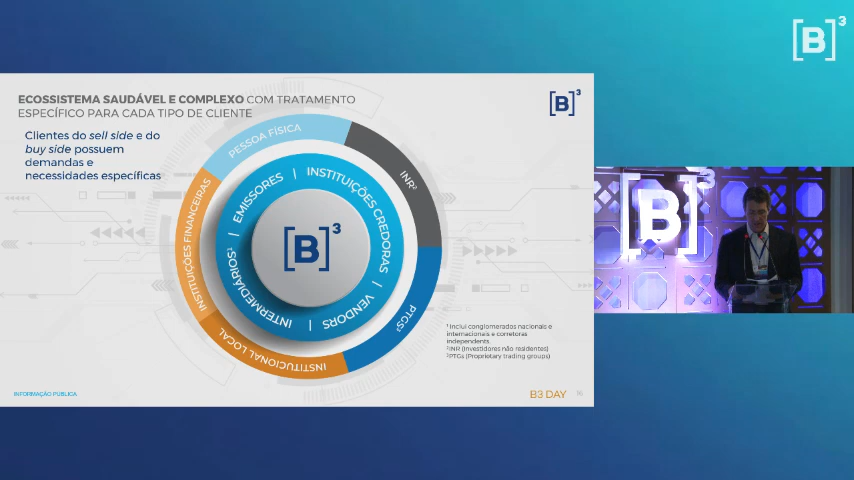 [B]³
ECOSSISTEMA SAUDÁVEL E COMPLEXO COM TRATAMENTO
ESPECÍFICO PARA CADA TIPO DE CLIENTE
[B]³
Clientes do sell side e do
buy side possuem
demandas e
necessidades específicas
PESSOA FÍSICA
INR²
PTGS³
INSTITUCIONAL LOCAL
INSTITUIÇÕES FINANCEIRAS
EMISSORES | INSTITUIÇÕES CREDORAS | VENDORS | INTERMEDIÁRIOS¹ |
[B]³
[B]³
¹ Inclui conglomerados nacionais e
internacionais e corretoras
independents.
²INR (Investidores não residentes)
³PTGs (Proprietary trading groups)
INFORMAÇÃO PÚBLICA
B3 DAY